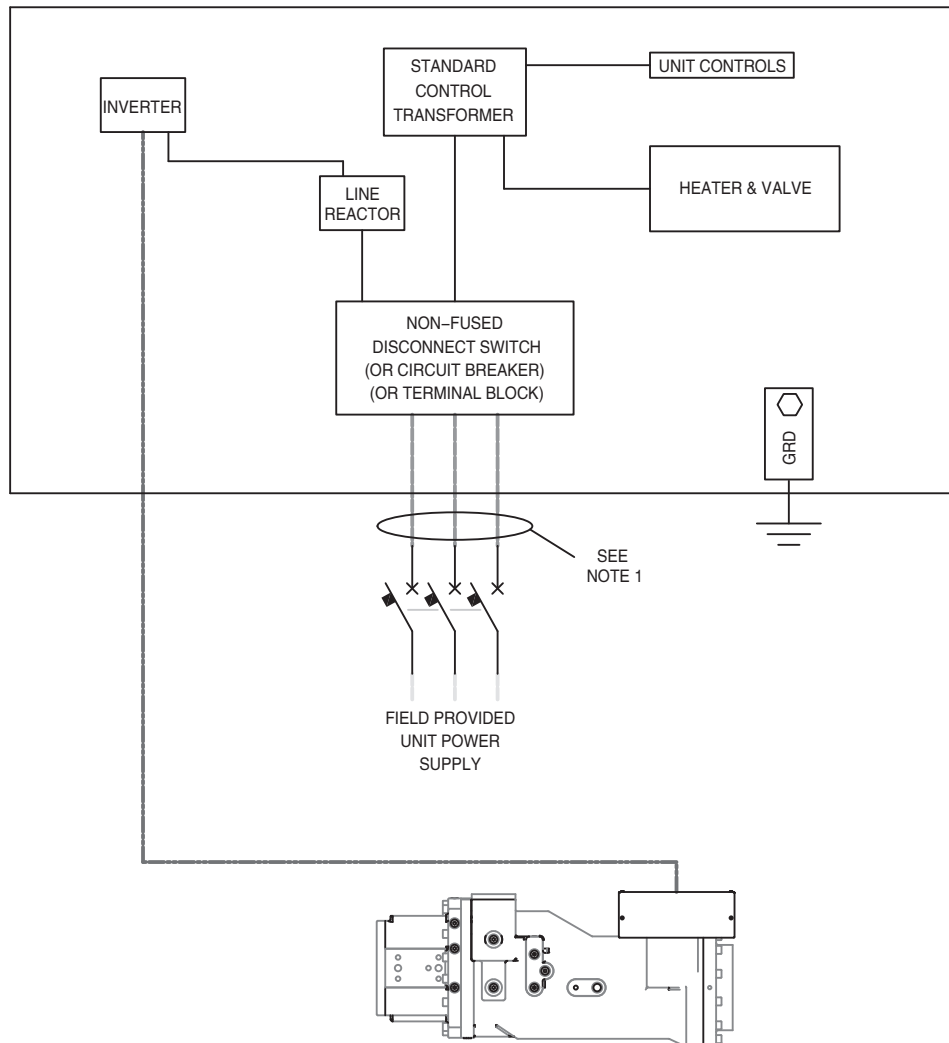 STANDARD
CONTROL
TRANSFORMER
UNIT CONTROLS
INVERTER
HEATER & VALVE
LINE
REACTOR
NON–FUSED
DISCONNECT SWITCH
(OR CIRCUIT BREAKER)
(OR TERMINAL BLOCK)
GRD
SEE
NOTE 1
FIELD PROVIDED
UNIT POWER
SUPPLY